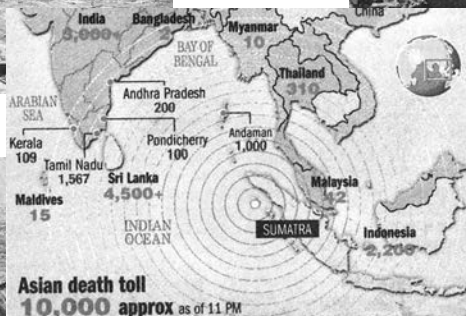 China
India
3,000+
Bangladesh
2
Myanmar
10
BAY OF
BENGAL
Thailand
310
Andhra Pradesh
200
ARABIAN
SEA
Andaman
1,000
Kerala
109
Pondicherry
100
Tamil Nadu
1,567
Sri Lanka
4,500+
Maldives
15
Malaysia
42
INDIAN
OCEAN
SUMATRA
Indonesia
Asian death toll
10,000 approx as of 11 PM